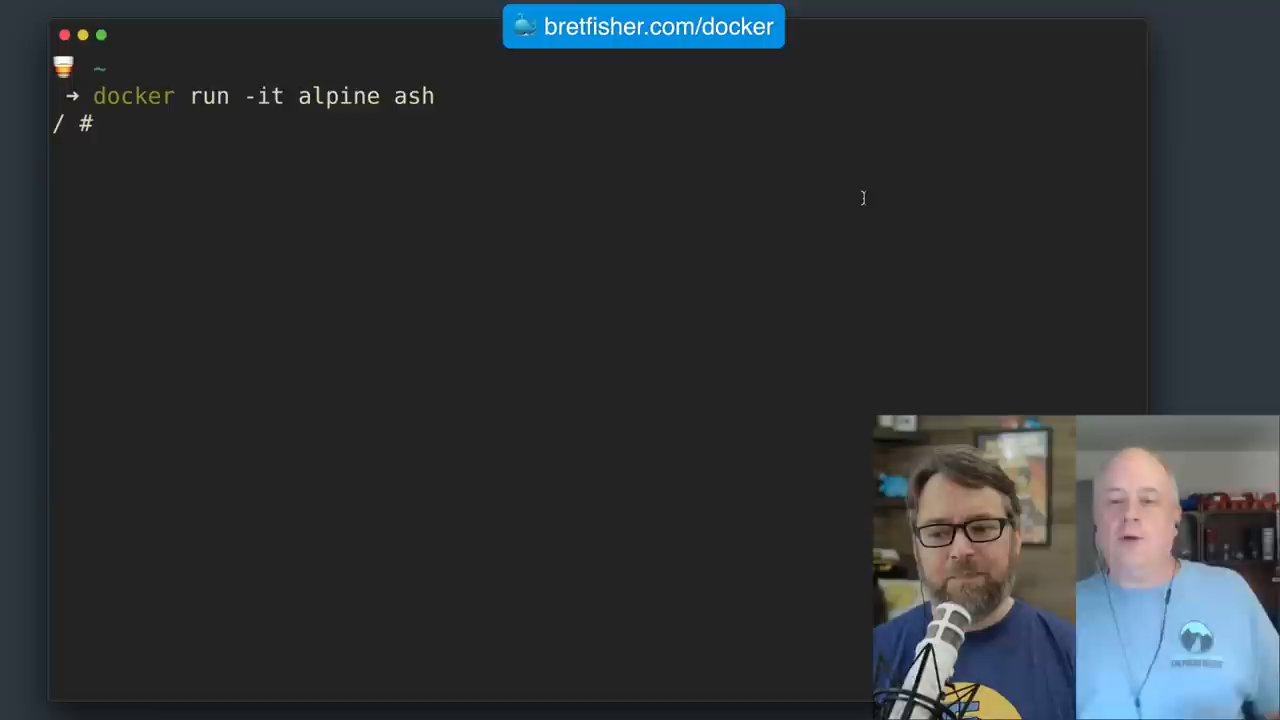 bretfisher.com/docker
~
➜ docker run -it alpine ash
/ #